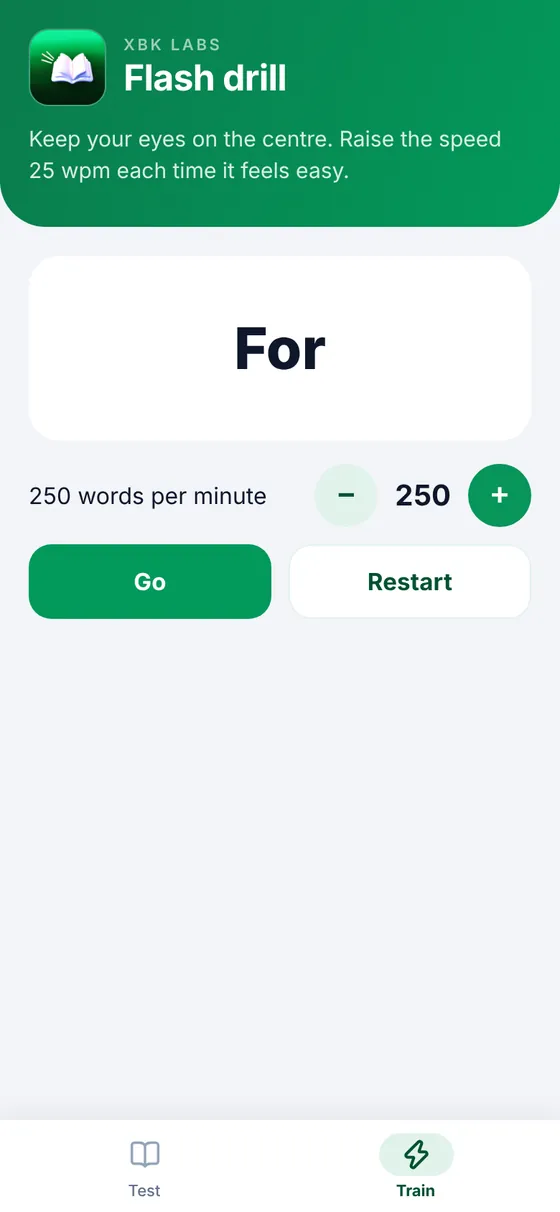 XBK LABS
Flash drill
Keep your eyes on the centre. Raise the speed
25 wpm each time it feels easy.
For
250 words per minute
− 250 +
Go Restart
Test Train